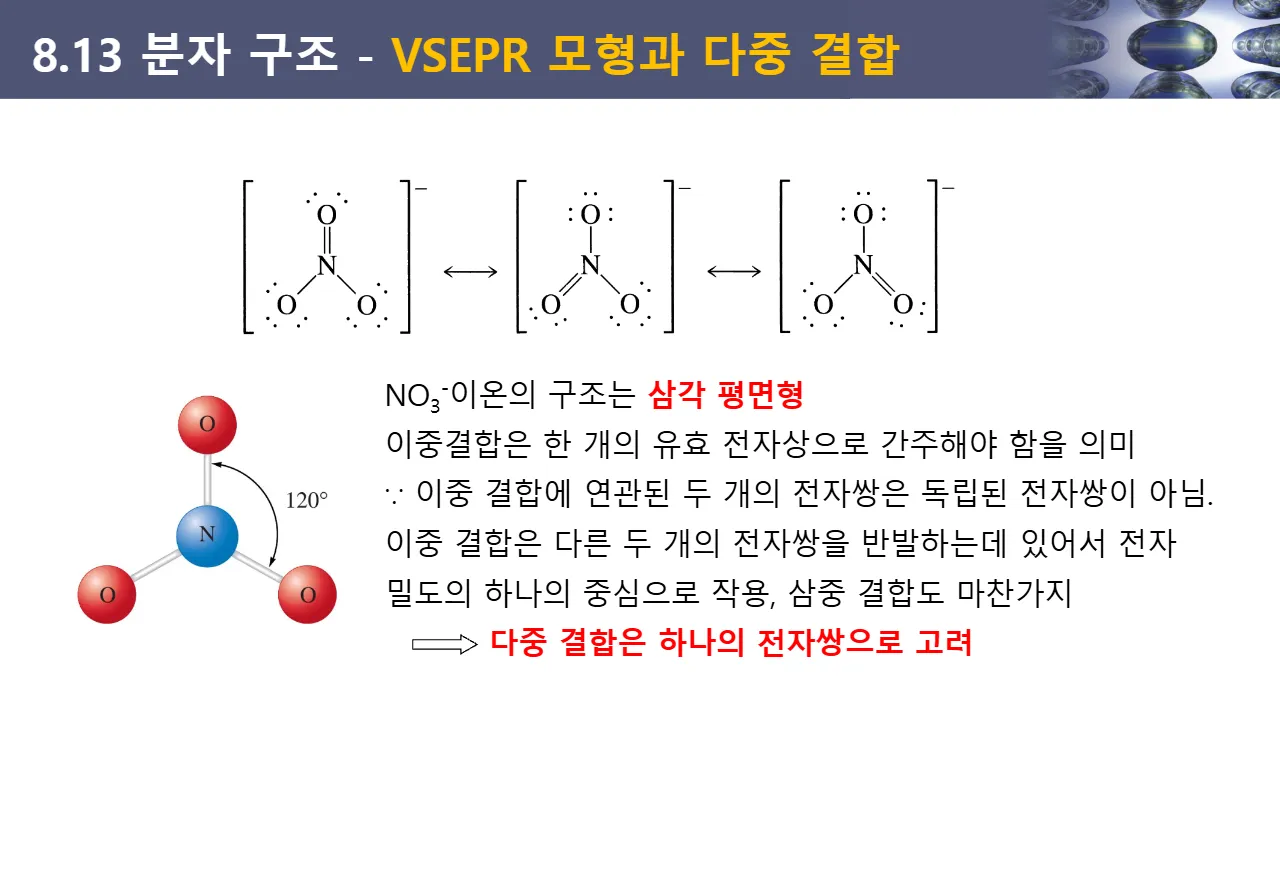 8.13 분자 구조 - VSEPR 모형과 다중 결합
[ O N O O ]⁻ ↔ [ O N O O ]⁻ ↔ [ O N O O ]⁻
NO₃⁻이온의 구조는 삼각 평면형
이중결합은 한 개의 유효 전자상으로 간주해야 함을 의미
∵ 이중 결합에 연관된 두 개의 전자쌍은 독립된 전자쌍이 아님.
이중 결합은 다른 두 개의 전자쌍을 반발하는데 있어서 전자
밀도의 하나의 중심으로 작용, 삼중 결합도 마찬가지
⇒ 다중 결합은 하나의 전자쌍으로 고려
O
120°
N
O O